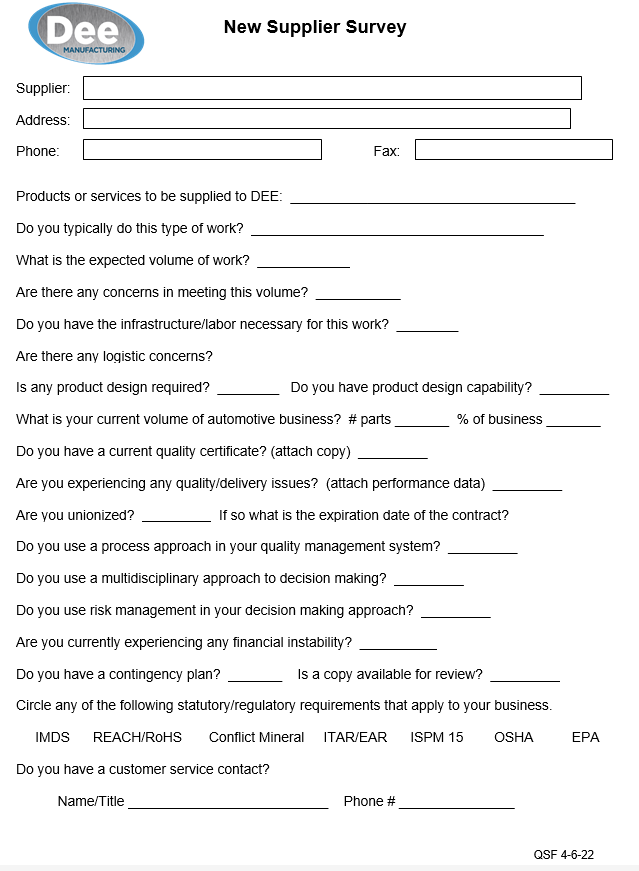 Dee
MANUFACTURING
New Supplier Survey
Supplier:
Address:
Phone: Fax:
Products or services to be supplied to DEE: ____________________
Do you typically do this type of work? ____________________
What is the expected volume of work? __________
Are there any concerns in meeting this volume? __________
Do you have the infrastructure/labor necessary for this work? ________
Are there any logistic concerns?
Is any product design required? ________ Do you have product design capability? _________
What is your current volume of automotive business? # parts _______ % of business _______
Do you have a current quality certificate? (attach copy) _________
Are you experiencing any quality/delivery issues? (attach performance data) _________
Are you unionized? _________ If so what is the expiration date of the contract?
Do you use a process approach in your quality management system? _________
Do you use a multidisciplinary approach to decision making? _________
Do you use risk management in your decision making approach? _________
Are you currently experiencing any financial instability? __________
Do you have a contingency plan? _______ Is a copy available for review? _________
Circle any of the following statutory/regulatory requirements that apply to your business.
IMDS REACH/RoHS Conflict Mineral ITAR/EAR ISPM 15 OSHA EPA
Do you have a customer service contact?
Name/Title __________________________ Phone # _______________
QSF 4-6-22